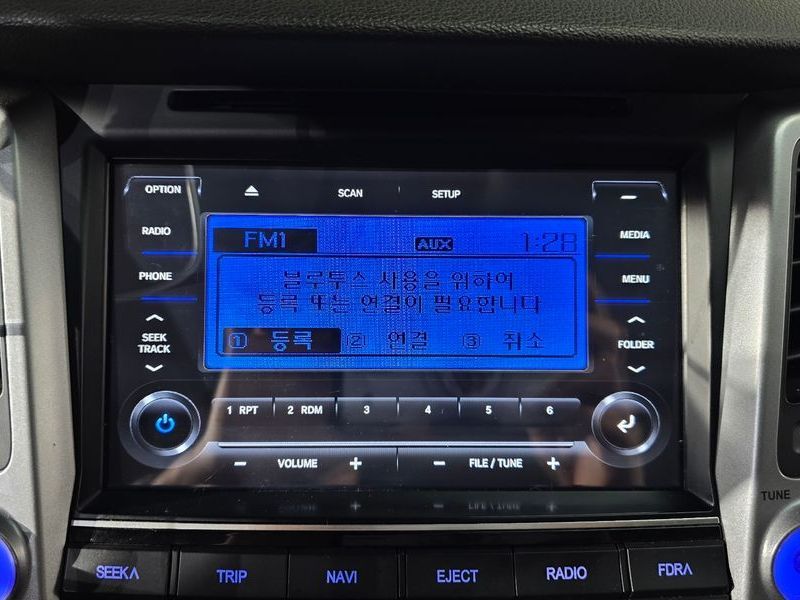 OPTION
SCAN
SETUP
RADIO
FM1
AUX
1:28
MEDIA
PHONE
블루투스 사용을 위하여
등록 또는 연결이 필요합니다
MENU
SEEK
TRACK
1 등록 2 연결 3 취소
FOLDER
1 RPT 2 RDM 3 4 5 6
− VOLUME +
− FILE/TUNE +
TUNE
SEEK∧ TRIP NAVI EJECT RADIO FDR∧